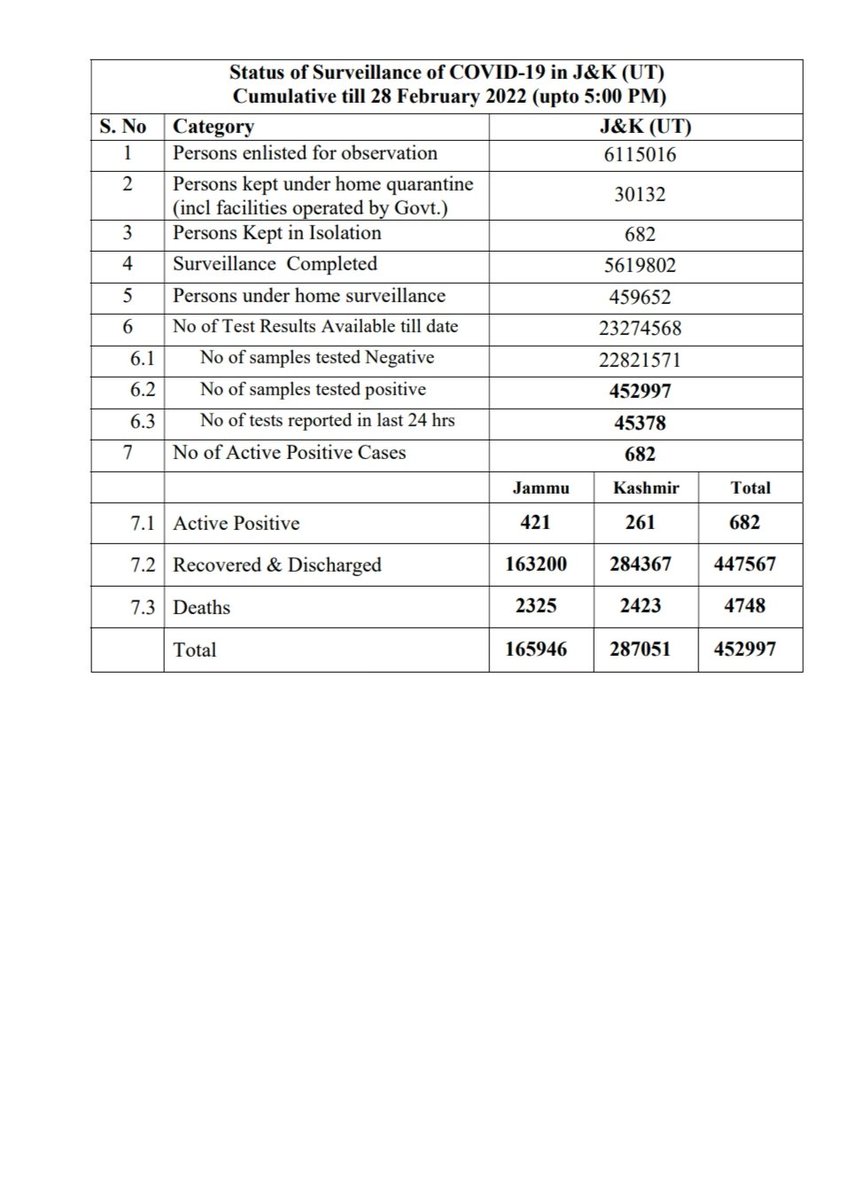 Status of Surveillance of COVID-19 in J&K (UT)
Cumulative till 28 February 2022 (upto 5:00 PM)
S. No Category J&K (UT)
1 Persons enlisted for observation 6115016
2 Persons kept under home quarantine
(incl facilities operated by Govt.) 30132
3 Persons Kept in Isolation 682
4 Surveillance Completed 5619802
5 Persons under home surveillance 459652
6 No of Test Results Available till date 23274568
6.1 No of samples tested Negative 22821571
6.2 No of samples tested positive 452997
6.3 No of tests reported in last 24 hrs 45378
7 No of Active Positive Cases 682
Jammu Kashmir Total
7.1 Active Positive 421 261 682
7.2 Recovered & Discharged 163200 284367 447567
7.3 Deaths 2325 2423 4748
Total 165946 287051 452997